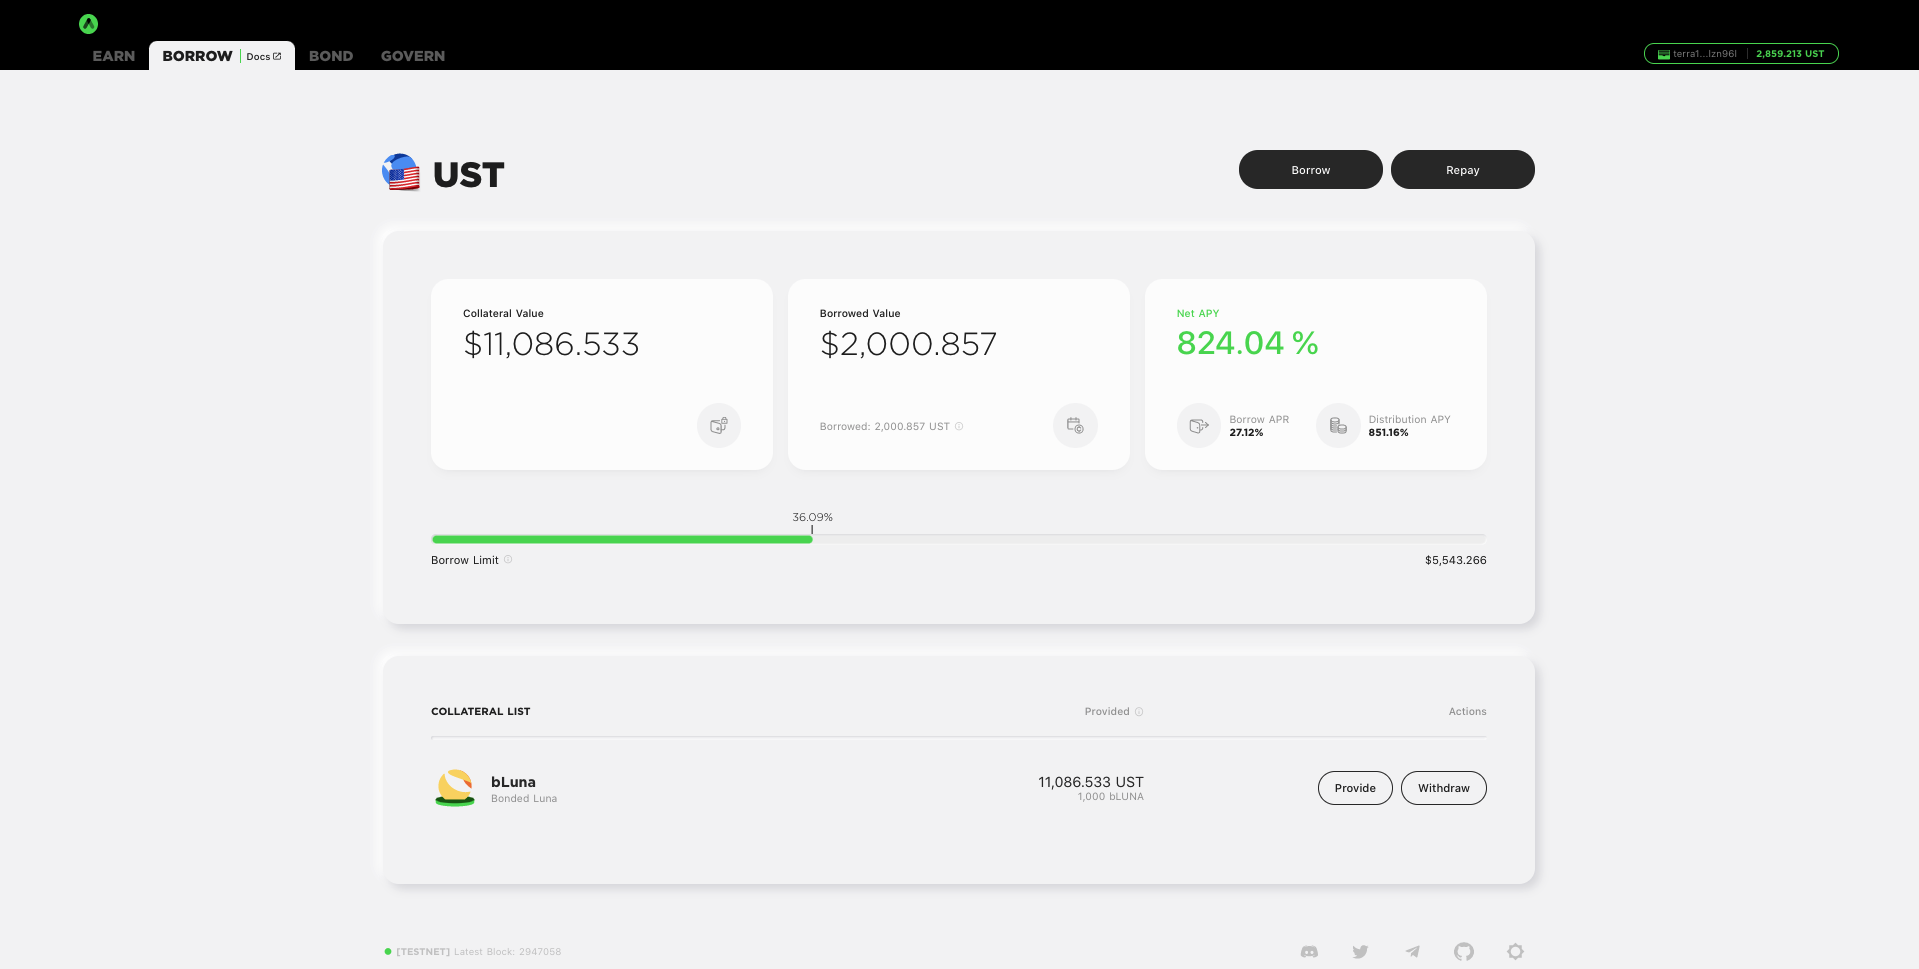 EARN BORROW Docs BOND GOVERN terra1...lzn96l 2,859.213 UST
UST Borrow Repay
Collateral Value
$11,086.533
Borrowed Value
$2,000.857
Borrowed: 2,000.857 UST
Net APY
824.04 %
Borrow APR
27.12%
Distribution APY
851.16%
36.09%
Borrow Limit $5,543.266
COLLATERAL LIST Provided Actions
bLuna
Bonded Luna
11,086.533 UST
1,000 bLUNA
Provide Withdraw
[TESTNET] Latest Block: 2947058